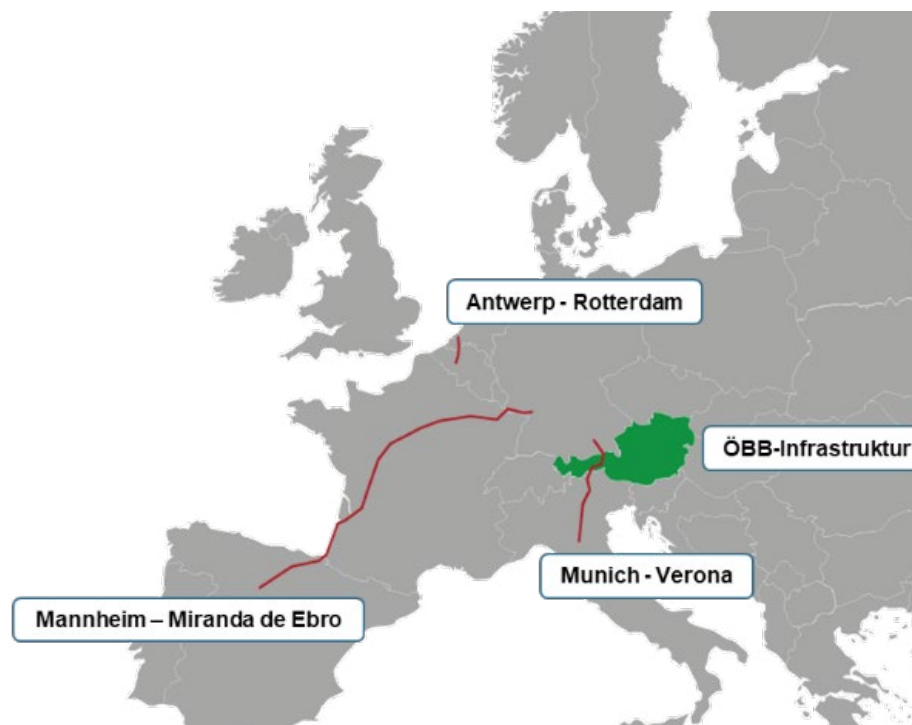 Antwerp - Rotterdam
ÖBB-Infrastruktur
Munich - Verona
Mannheim – Miranda de Ebro